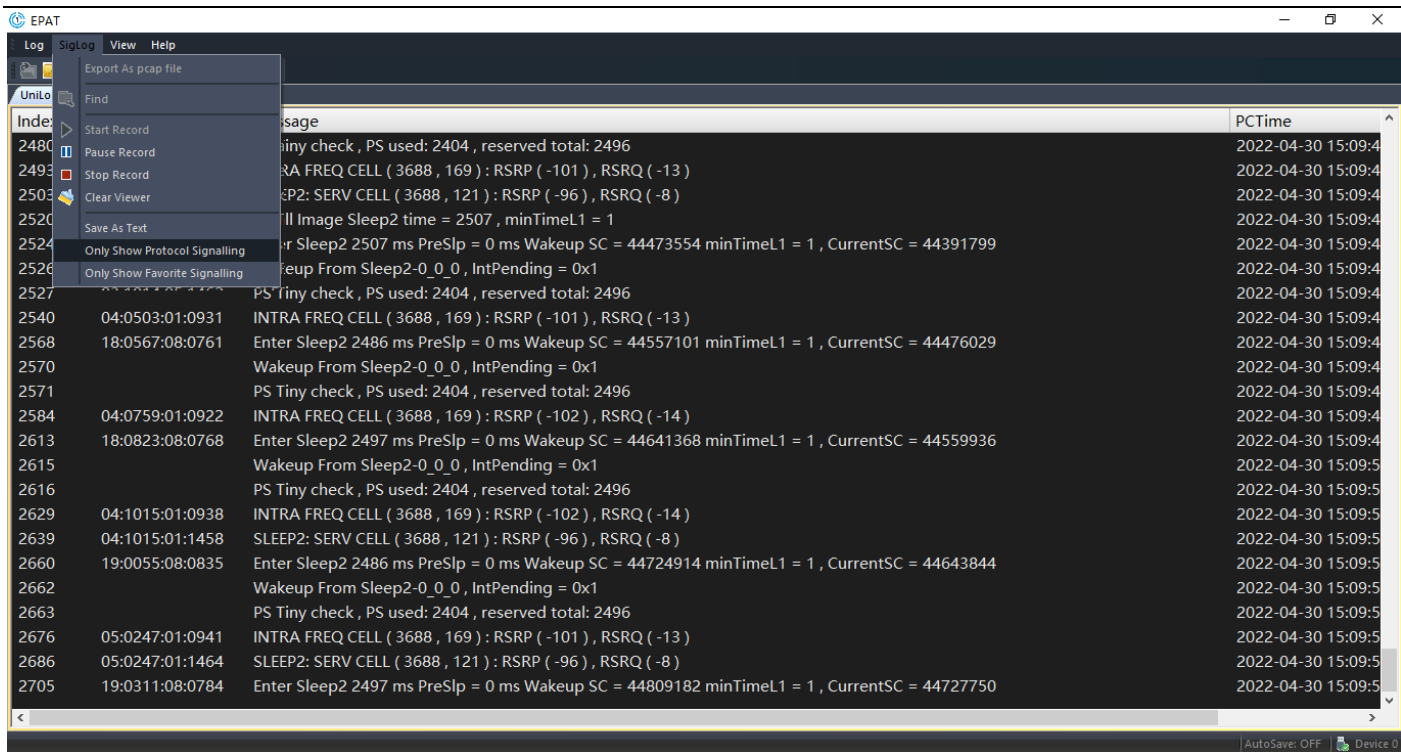 EPAT
Log SigLog View Help
Export As pcap file
Find
Start Record
Pause Record
Stop Record
Clear Viewer
Save As Text
Only Show Protocol Signalling
Only Show Favorite Signalling
UniLo
Index ssage PCTime
2480 iny check , PS used: 2404 , reserved total: 2496 2022-04-30 15:09:4
2493 RA FREQ CELL ( 3688 , 169 ) : RSRP ( -101 ) , RSRQ ( -13 ) 2022-04-30 15:09:4
2503 EP2: SERV CELL ( 3688 , 121 ) : RSRP ( -96 ) , RSRQ ( -8 ) 2022-04-30 15:09:4
2520 ll Image Sleep2 time = 2507 , minTimeL1 = 1 2022-04-30 15:09:4
2524 er Sleep2 2507 ms PreSlp = 0 ms Wakeup SC = 44473554 minTimeL1 = 1 , CurrentSC = 44391799 2022-04-30 15:09:4
2526 eup From Sleep2-0_0_0 , IntPending = 0x1 2022-04-30 15:09:4
2527 PS Tiny check , PS used: 2404 , reserved total: 2496 2022-04-30 15:09:4
2540 04:0503:01:0931 INTRA FREQ CELL ( 3688 , 169 ) : RSRP ( -101 ) , RSRQ ( -13 ) 2022-04-30 15:09:4
2568 18:0567:08:0761 Enter Sleep2 2486 ms PreSlp = 0 ms Wakeup SC = 44557101 minTimeL1 = 1 , CurrentSC = 44476029 2022-04-30 15:09:4
2570 Wakeup From Sleep2-0_0_0 , IntPending = 0x1 2022-04-30 15:09:4
2571 PS Tiny check , PS used: 2404 , reserved total: 2496 2022-04-30 15:09:4
2584 04:0759:01:0922 INTRA FREQ CELL ( 3688 , 169 ) : RSRP ( -102 ) , RSRQ ( -14 ) 2022-04-30 15:09:4
2613 18:0823:08:0768 Enter Sleep2 2497 ms PreSlp = 0 ms Wakeup SC = 44641368 minTimeL1 = 1 , CurrentSC = 44559936 2022-04-30 15:09:4
2615 Wakeup From Sleep2-0_0_0 , IntPending = 0x1 2022-04-30 15:09:5
2616 PS Tiny check , PS used: 2404 , reserved total: 2496 2022-04-30 15:09:5
2629 04:1015:01:0938 INTRA FREQ CELL ( 3688 , 169 ) : RSRP ( -102 ) , RSRQ ( -14 ) 2022-04-30 15:09:5
2639 04:1015:01:1458 SLEEP2: SERV CELL ( 3688 , 121 ) : RSRP ( -96 ) , RSRQ ( -8 ) 2022-04-30 15:09:5
2660 19:0055:08:0835 Enter Sleep2 2486 ms PreSlp = 0 ms Wakeup SC = 44724914 minTimeL1 = 1 , CurrentSC = 44643844 2022-04-30 15:09:5
2662 Wakeup From Sleep2-0_0_0 , IntPending = 0x1 2022-04-30 15:09:5
2663 PS Tiny check , PS used: 2404 , reserved total: 2496 2022-04-30 15:09:5
2676 05:0247:01:0941 INTRA FREQ CELL ( 3688 , 169 ) : RSRP ( -101 ) , RSRQ ( -13 ) 2022-04-30 15:09:5
2686 05:0247:01:1464 SLEEP2: SERV CELL ( 3688 , 121 ) : RSRP ( -96 ) , RSRQ ( -8 ) 2022-04-30 15:09:5
2705 19:0311:08:0784 Enter Sleep2 2497 ms PreSlp = 0 ms Wakeup SC = 44809182 minTimeL1 = 1 , CurrentSC = 44727750 2022-04-30 15:09:5
AutoSave: OFF Device 0